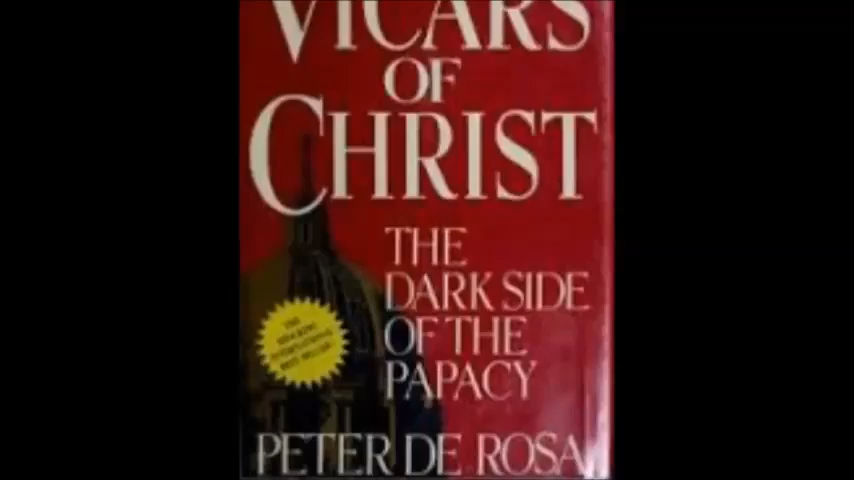 VICARS
OF
CHRIST
THE
DARK SIDE
OF THE
PAPACY
PETER DE ROSA